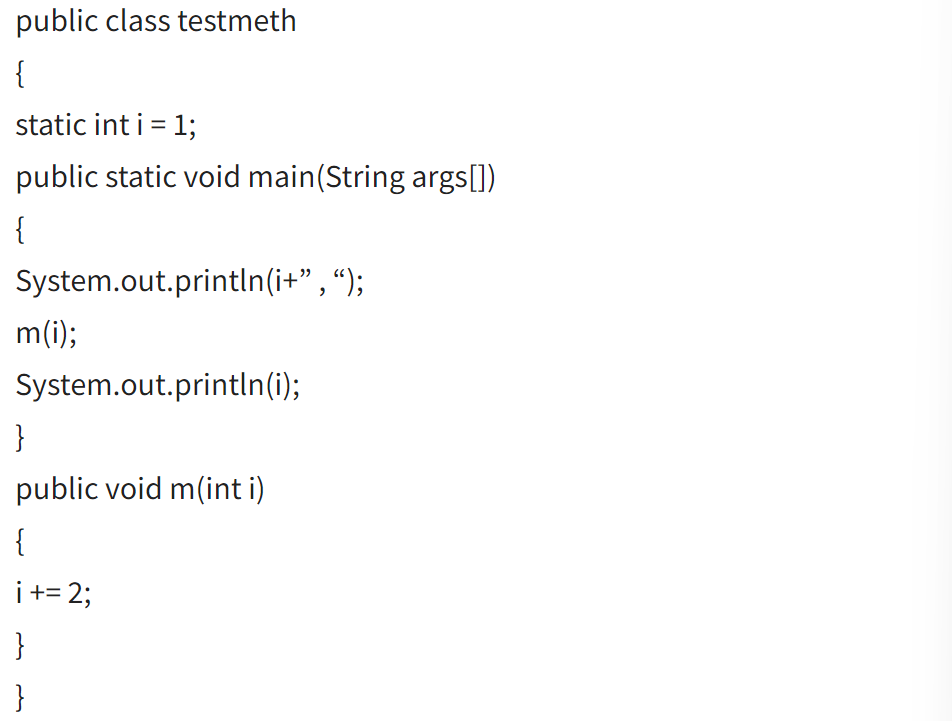 public class testmeth
{
static int i = 1;
public static void main(String args[])
{
System.out.println(i+” , “);
m(i);
System.out.println(i);
}
public void m(int i)
{
i += 2;
}
}